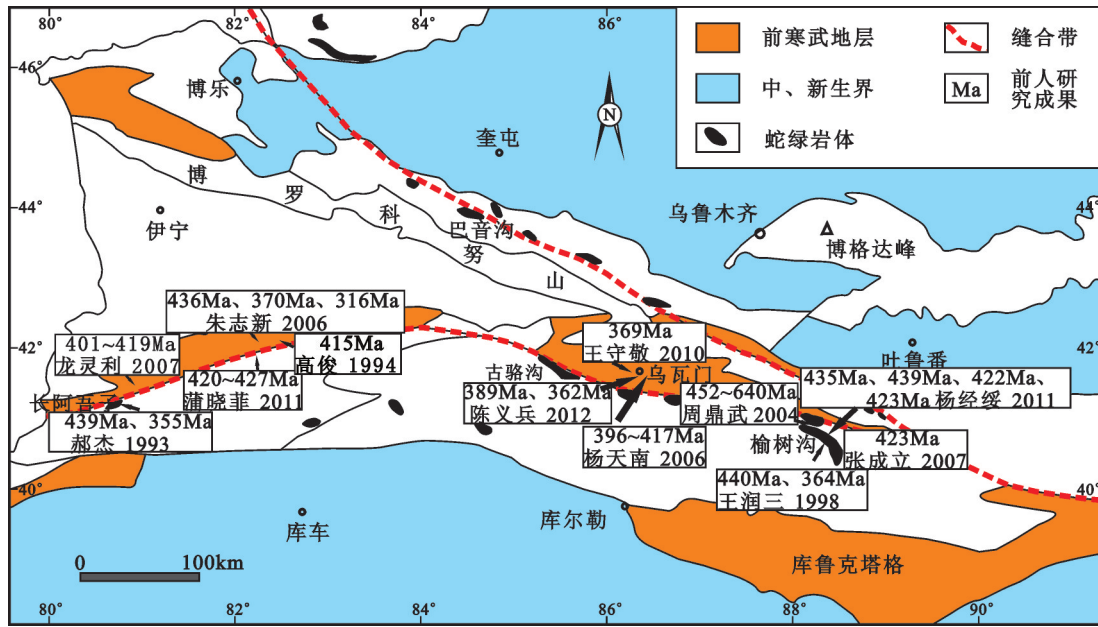 80°
82°
84°
86°
46°
44°
42°
40°
前寒武地层
中、新生界
蛇绿岩体
缝合带
Ma
前人研
究成果
N
博乐
奎屯
博
罗
科
努
山
伊宁
巴音沟
乌鲁木齐
博格达峰
44°
436Ma、370Ma、316Ma
朱志新 2006
401~419Ma
龙灵利 2007
415Ma
高俊 1994
420~427Ma
蒲晓菲 2011
长阿吾子
439Ma、355Ma
郝杰 1993
369Ma
王守敬 2010
古骆沟
乌瓦门
389Ma、362Ma
陈义兵 2012
452~640Ma
周鼎武 2004
396~417Ma
杨天南 2006
吐鲁番
42°
435Ma、439Ma、422Ma、
423Ma 杨经绥 2011
榆树沟
423Ma
张成立 2007
440Ma、364Ma
王润三 1998
40°
库车
库尔勒
库鲁克塔格
0
100km
80°
82°
84°
86°
88°
90°